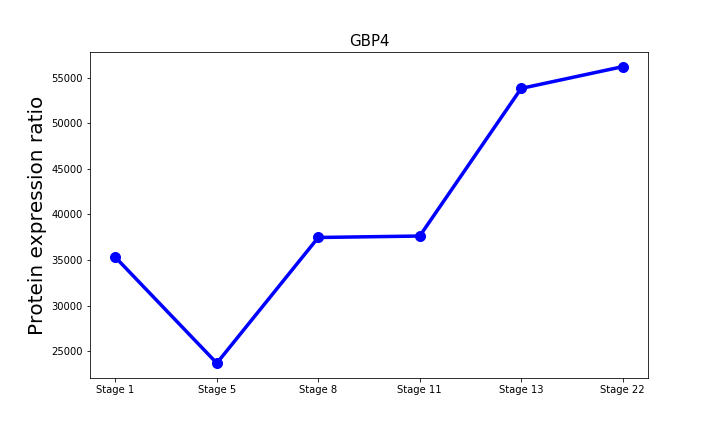 GBP4
Protein expression ratio
55000
50000
45000
40000
35000
30000
25000
Stage 1
Stage 5
Stage 8
Stage 11
Stage 13
Stage 22